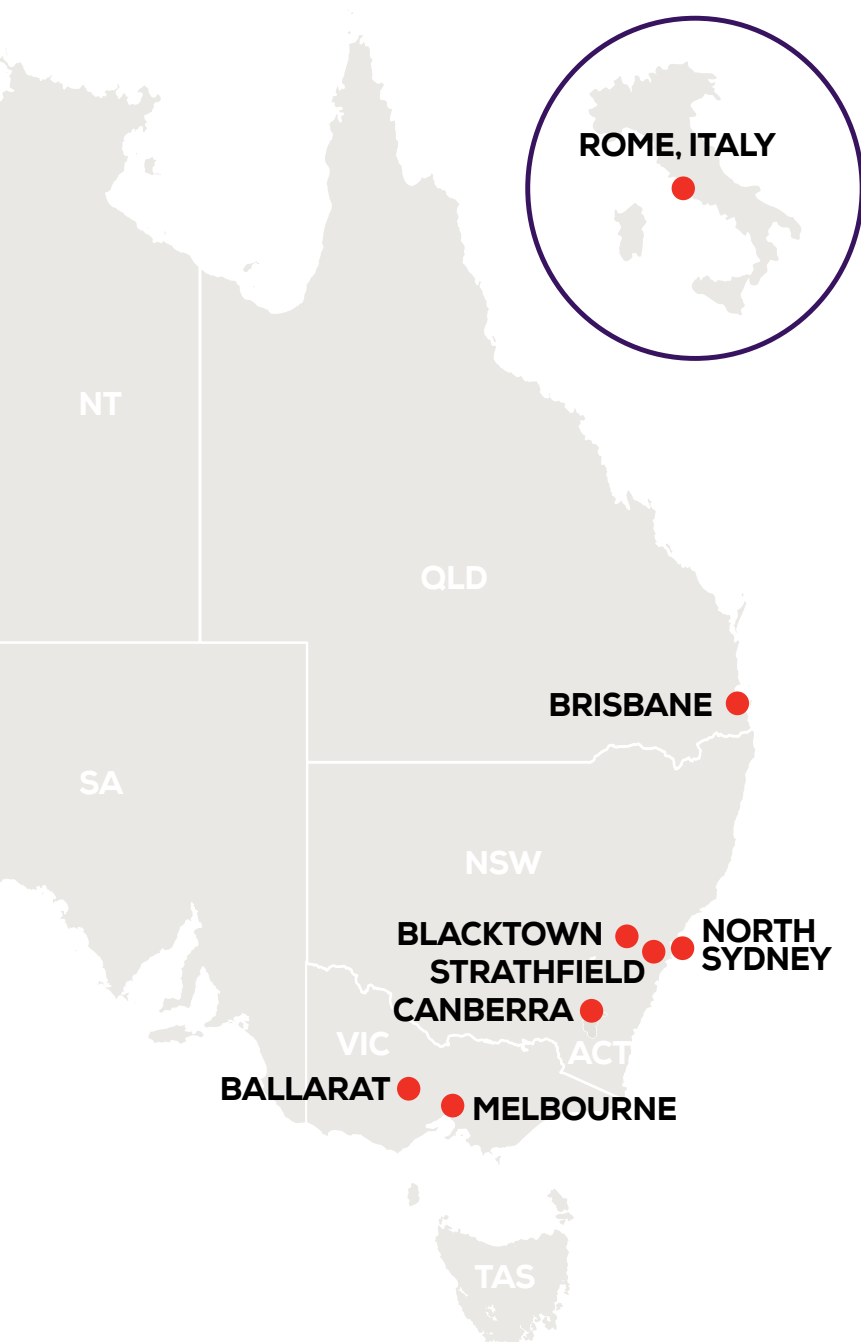 ROME, ITALY
NT
QLD
BRISBANE
SA
NSW
BLACKTOWN
NORTH
SYDNEY
STRATHFIELD
CANBERRA
VIC
ACT
BALLARAT
MELBOURNE
TAS